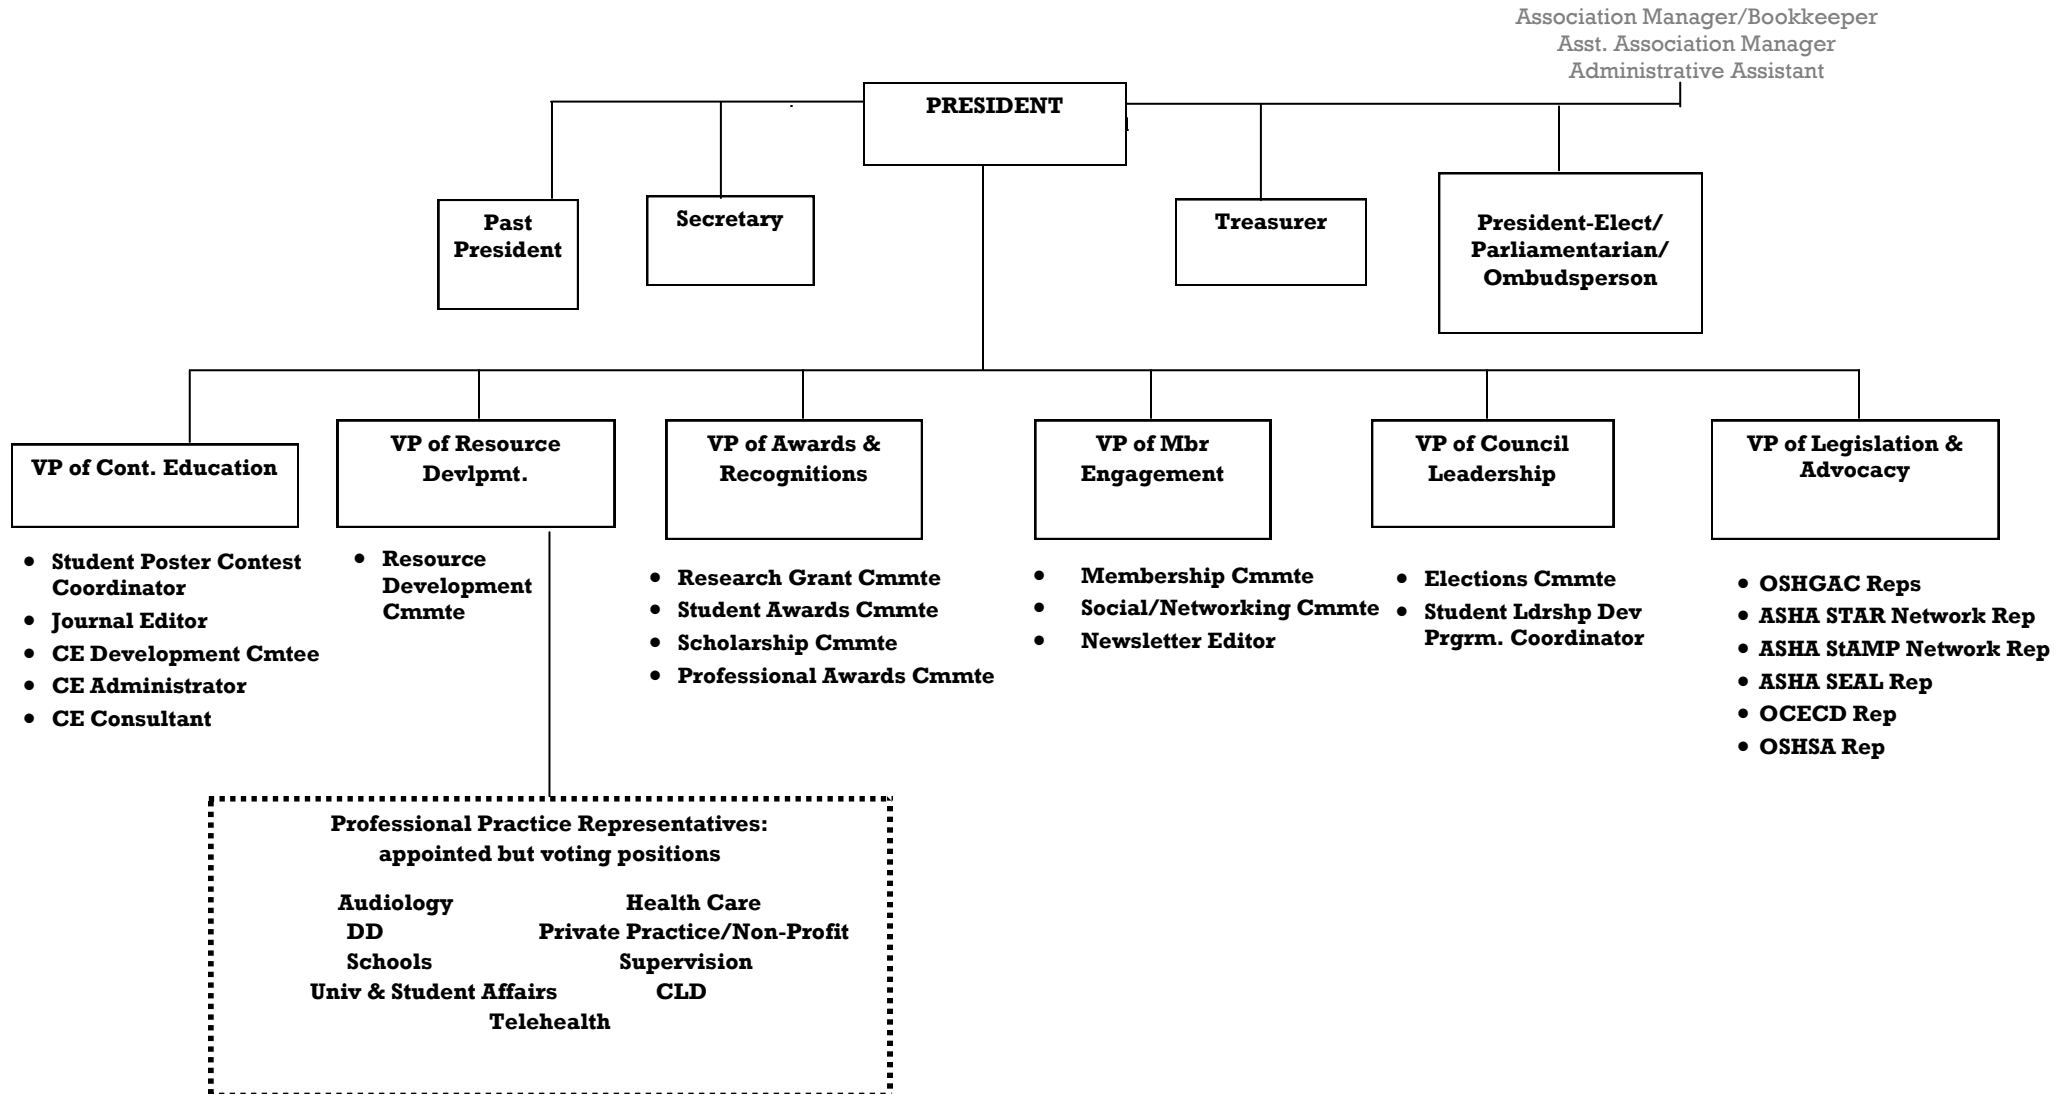 Association Manager/Bookkeeper
Asst. Association Manager
Administrative Assistant
PRESIDENT
Past
President
Secretary
Treasurer
President-Elect/
Parliamentarian/
Ombudsperson
VP of Cont. Education
VP of Resource
Devlpmt.
VP of Awards &
Recognitions
VP of Mbr
Engagement
VP of Council
Leadership
VP of Legislation &
Advocacy
• Student Poster Contest
Coordinator
• Journal Editor
• CE Development Cmtee
• CE Administrator
• CE Consultant
• Resource
Development
Cmmte
• Research Grant Cmmte
• Student Awards Cmmte
• Scholarship Cmmte
• Professional Awards Cmmte
• Membership Cmmte
• Social/Networking Cmmte
• Newsletter Editor
• Elections Cmmte
• Student Ldrshp Dev
Prgrm. Coordinator
• OSHGAC Reps
• ASHA STAR Network Rep
• ASHA StAMP Network Rep
• ASHA SEAL Rep
• OCECD Rep
• OSHSA Rep
Professional Practice Representatives:
appointed but voting positions
Audiology Health Care
DD Private Practice/Non-Profit
Schools Supervision
Univ & Student Affairs CLD
Telehealth